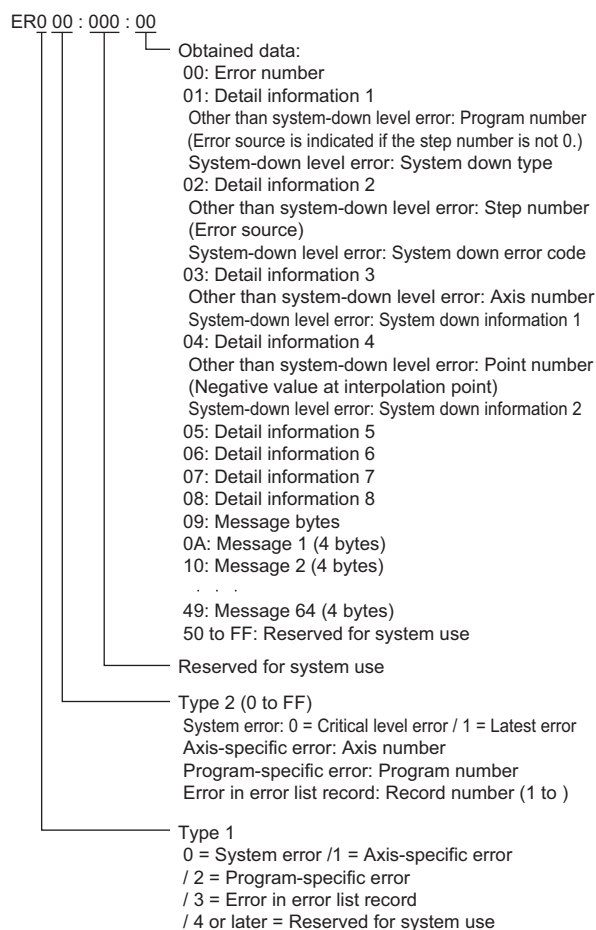 ER0 00 : 000 : 00
Obtained data:
00: Error number
01: Detail information 1
Other than system-down level error: Program number
(Error source is indicated if the step number is not 0.)
System-down level error: System down type
02: Detail information 2
Other than system-down level error: Step number
(Error source)
System-down level error: System down error code
03: Detail information 3
Other than system-down level error: Axis number
System-down level error: System down information 1
04: Detail information 4
Other than system-down level error: Point number
(Negative value at interpolation point)
System-down level error: System down information 2
05: Detail information 5
06: Detail information 6
07: Detail information 7
08: Detail information 8
09: Message bytes
0A: Message 1 (4 bytes)
10: Message 2 (4 bytes)
. . .
49: Message 64 (4 bytes)
50 to FF: Reserved for system use
Reserved for system use
Type 2 (0 to FF)
System error: 0 = Critical level error / 1 = Latest error
Axis-specific error: Axis number
Program-specific error: Program number
Error in error list record: Record number (1 to )
Type 1
0 = System error /1 = Axis-specific error
/ 2 = Program-specific error
/ 3 = Error in error list record
/ 4 or later = Reserved for system use